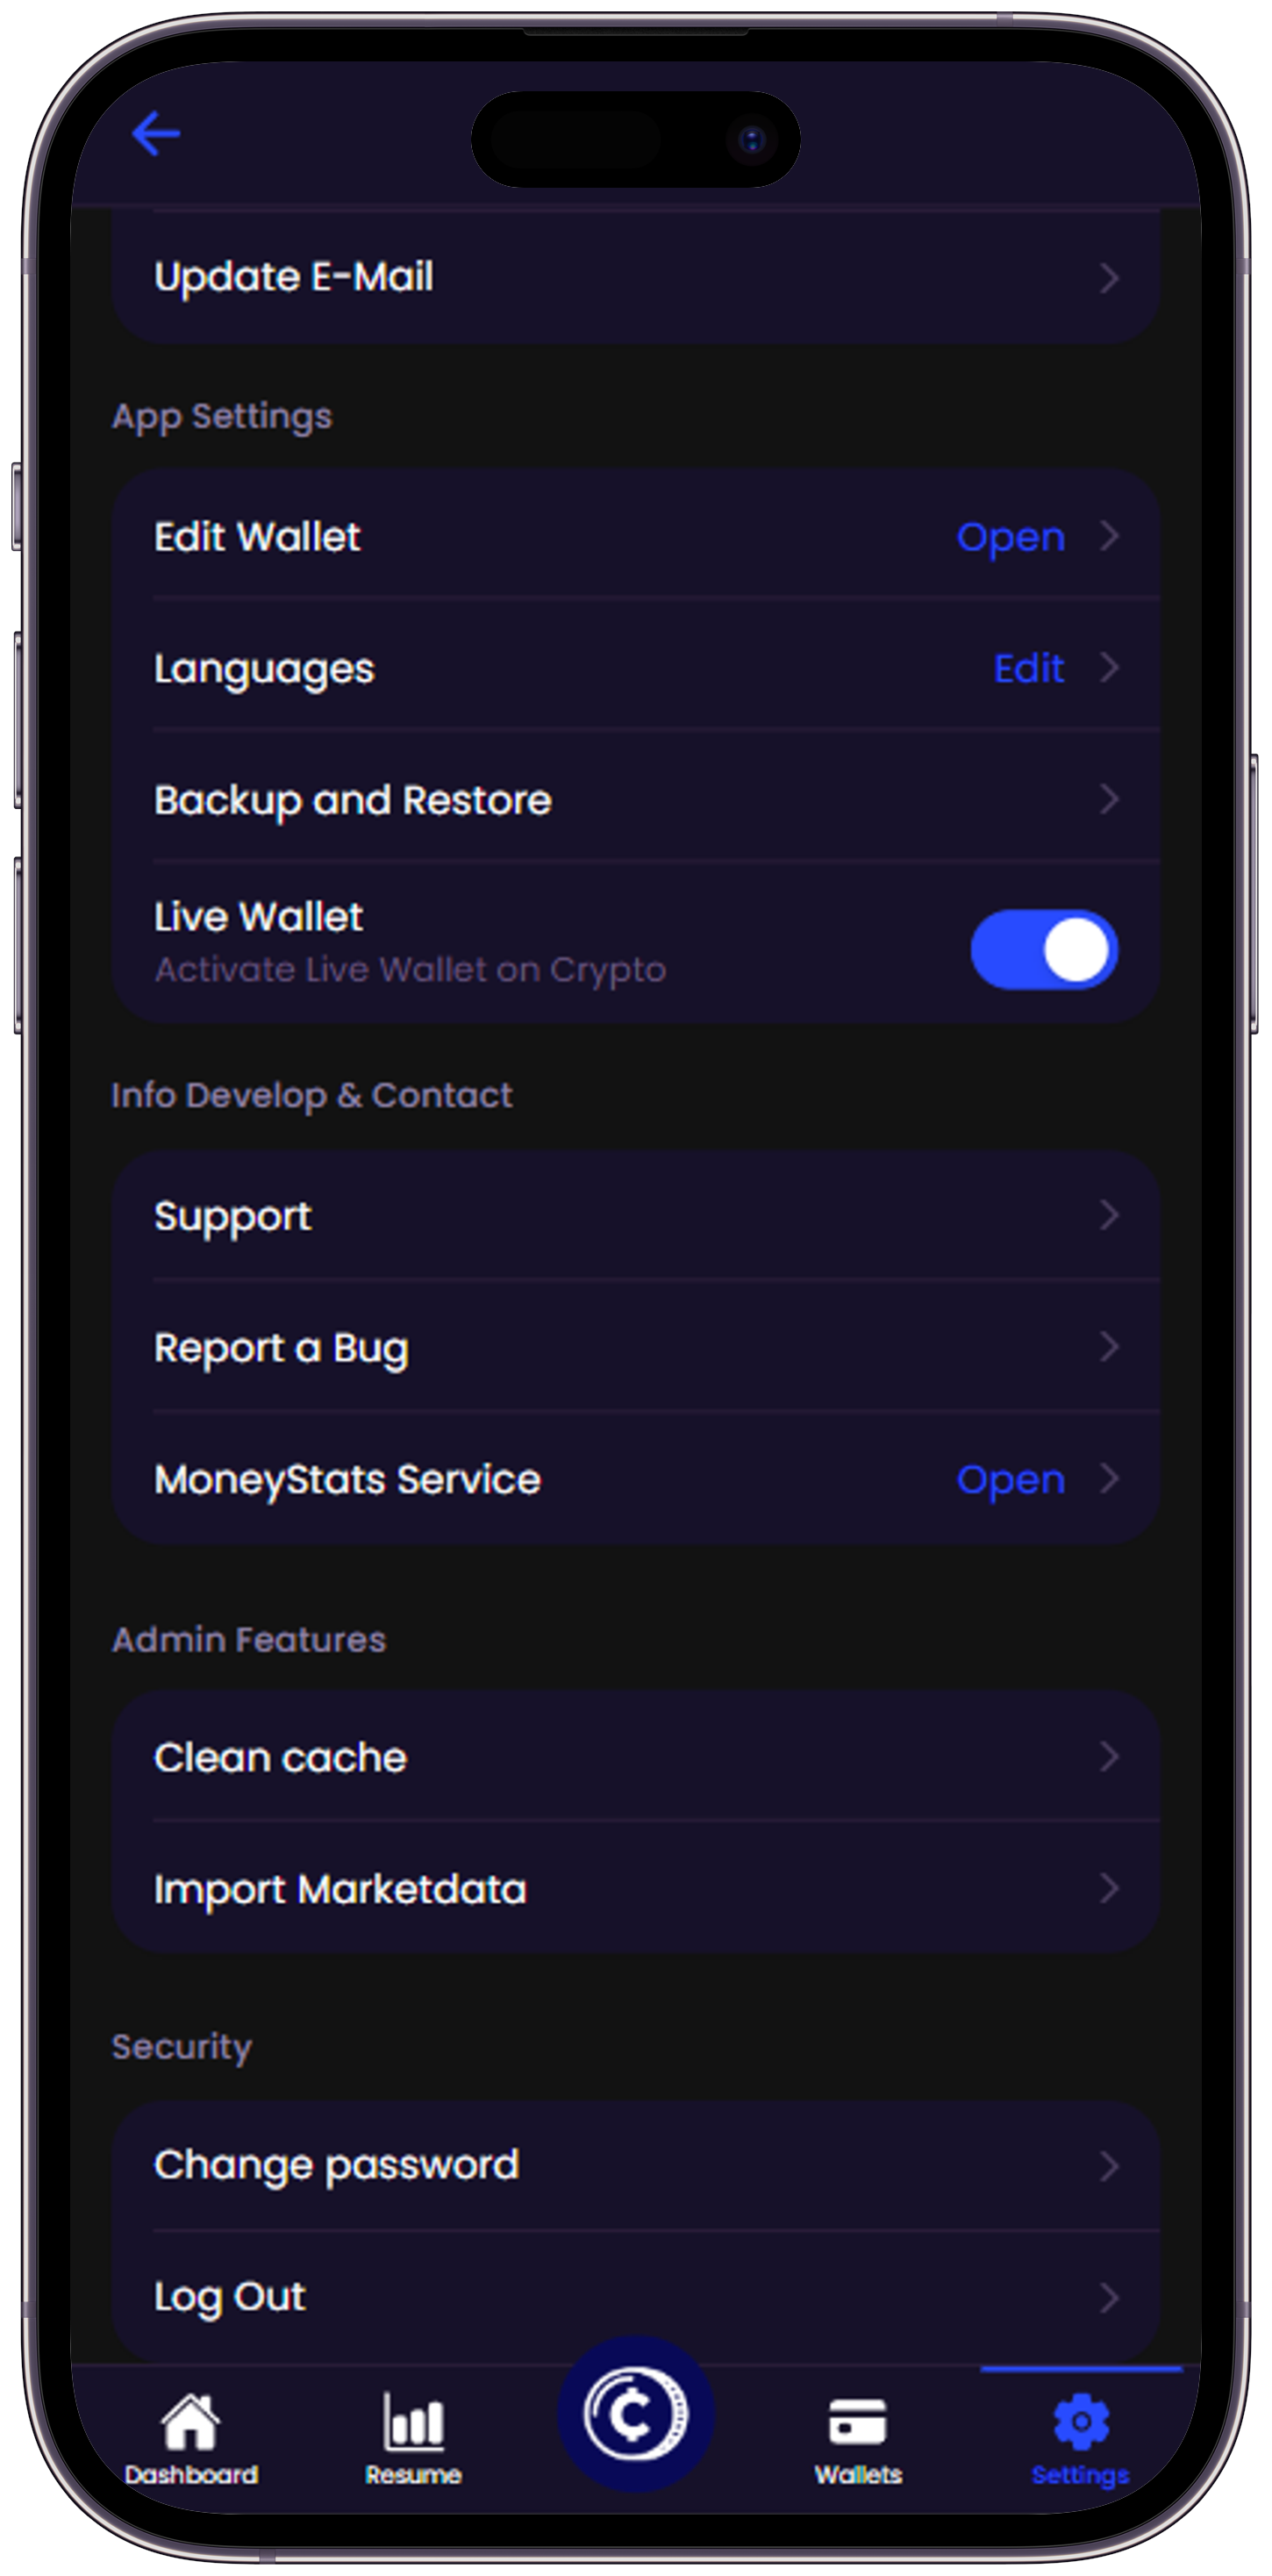 Update E-Mail
App Settings
Edit Wallet Open
Languages Edit
Backup and Restore
Live Wallet
Activate Live Wallet on Crypto
Info Develop & Contact
Support
Report a Bug
MoneyStats Service Open
Admin Features
Clean cache
Import Marketdata
Security
Change password
Log Out
Dashboard Resume Wallets Settings